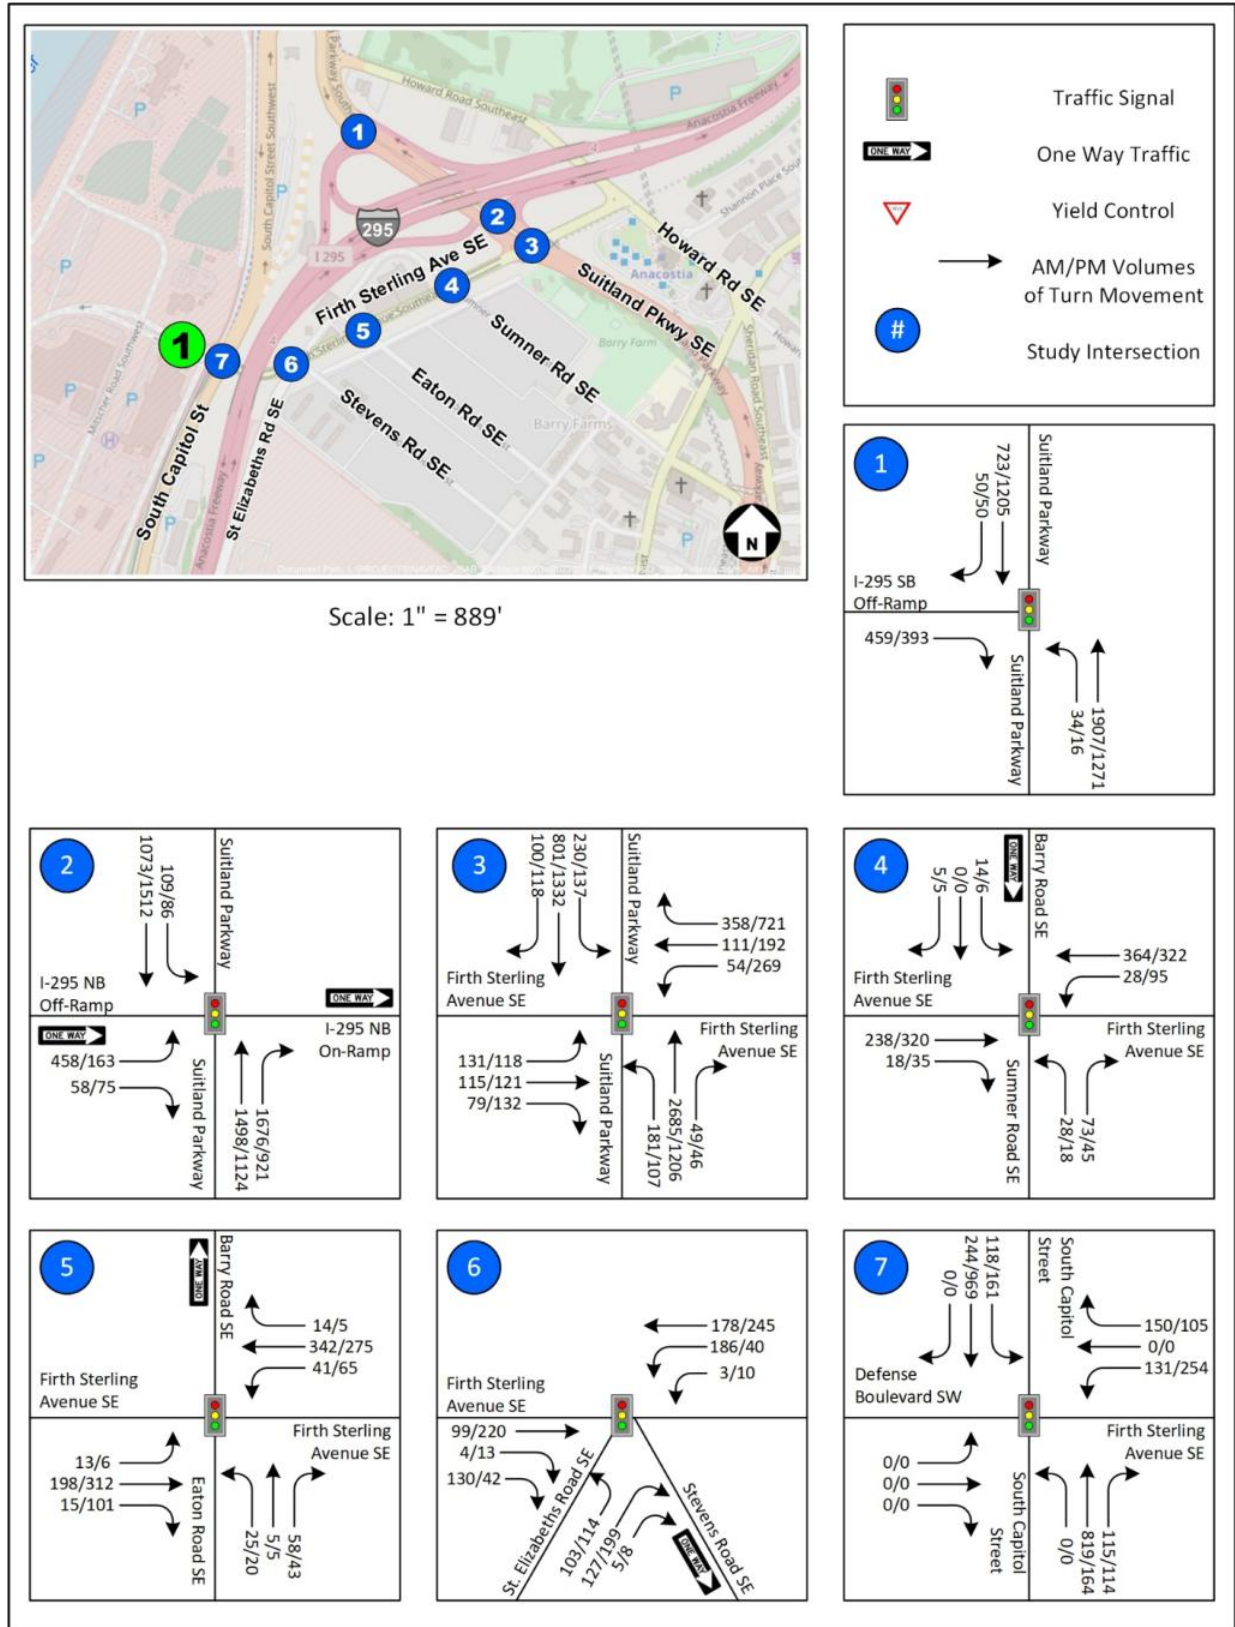 Howard Road Southeast
Anacostia Freeway
South Capitol Street Southwest
Shannon Place
P
P
P
P
P
P
P
P
1
295
I 295
2
3
Howard Rd SE
Anacostia
Firth Sterling Ave SE
4
Suitland Pkwy SE
Sumner Rd SE
Barry Farm
5
1
7
6
Eaton Rd SE
Stevens Rd SE
Barry Farms
Mitscher Road Southwest
Sheridan Road Southeast
South Capitol St
St Elizabeths Rd SE
Anacostia Freeway
H
N
Scale: 1" = 889'
Traffic Signal
ONE WAY
One Way Traffic
Yield Control
AM/PM Volumes
of Turn Movement
#
Study Intersection
1
50/50
723/1205
Suitland Parkway
I-295 SB
Off-Ramp
459/393
Suitland Parkway
34/16
1907/1271
2
1073/1512
109/86
Suitland Parkway
I-295 NB
Off-Ramp
ONE WAY
ONE WAY
I-295 NB
On-Ramp
458/163
58/75
Suitland Parkway
1498/1124
1676/921
3
100/118
801/1332
230/137
Suitland Parkway
358/721
111/192
54/269
Firth Sterling
Avenue SE
Firth Sterling
Avenue SE
131/118
115/121
79/132
Suitland Parkway
181/107
2685/1206
49/46
4
5/5
0/0
14/6
ONE WAY
Barry Road SE
364/322
28/95
Firth Sterling
Avenue SE
Firth Sterling
Avenue SE
238/320
18/35
Sumner Road SE
28/18
73/45
5
ONE WAY
Barry Road SE
14/5
342/275
41/65
Firth Sterling
Avenue SE
Firth Sterling
Avenue SE
13/6
198/312
15/101
Eaton Road SE
25/20
5/5
58/43
6
178/245
186/40
3/10
Firth Sterling
Avenue SE
99/220
4/13
130/42
St. Elizabeths Road SE
103/114
127/199
5/8
ONE WAY
Stevens Road SE
7
0/0
244/969
118/161
South Capitol
Street
150/105
0/0
131/254
Defense
Boulevard SW
Firth Sterling
Avenue SE
0/0
0/0
0/0
South Capitol
Street
0/0
819/164
115/114